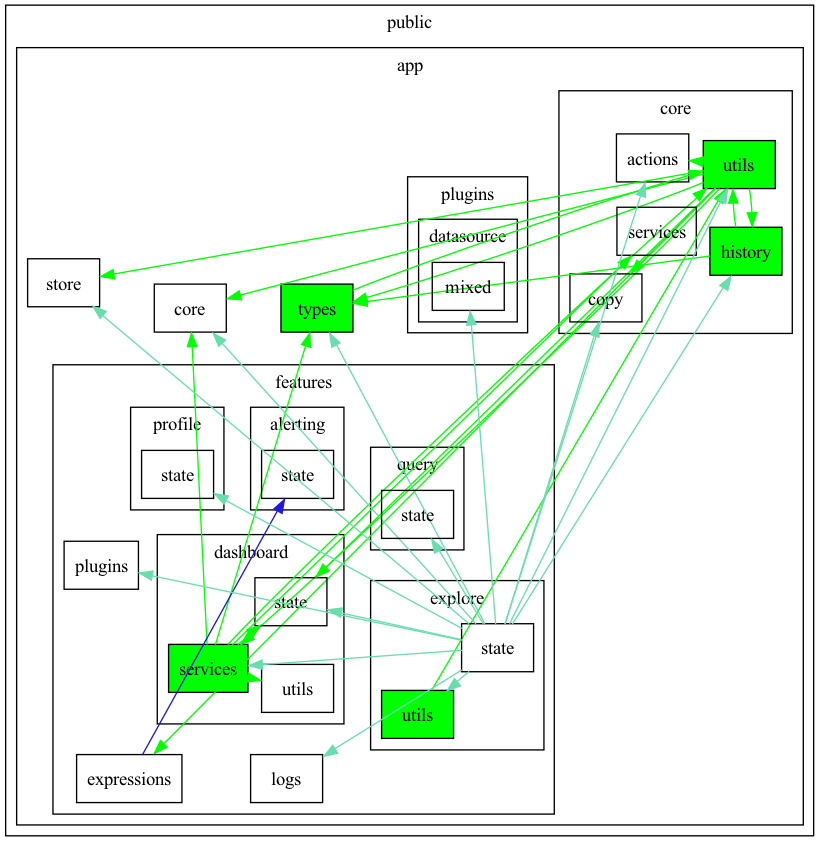 public
app
core
actions
utils
plugins
services
datasource
history
store
mixed
copy
core
types
features
profile
alerting
query
state
state
state
dashboard
plugins
explore
state
state
services
utils
utils
expressions
logs